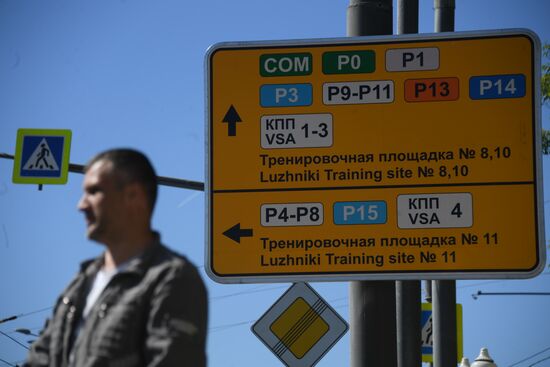 COM P0 P1
P3 P9-P11 P13 P14
КПП
VSA 1-3
Тренировочная площадка № 8,10
Luzhniki Training site № 8,10
P4-P8 P15 КПП
VSA 4
Тренировочная площадка № 11
Luzhniki Training site № 11